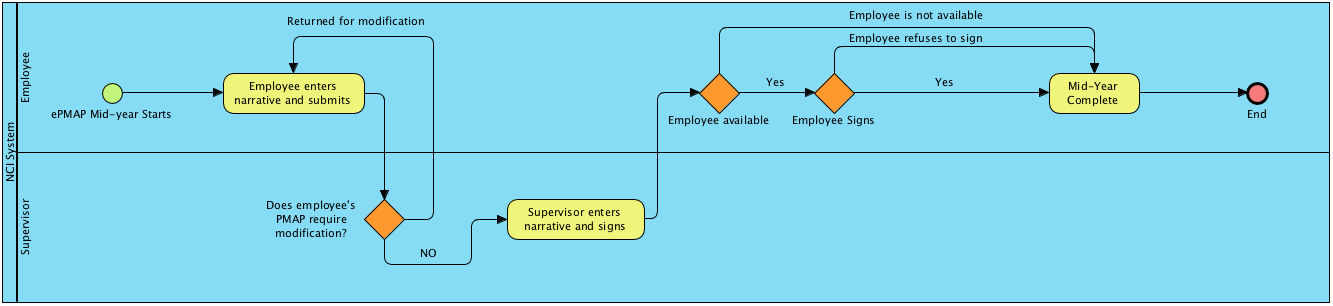 NCI System
Employee
Supervisor
ePMAP Mid-year Starts
Returned for modification
Employee enters
narrative and submits
Does employee's
PMAP require
modification?
NO
Supervisor enters
narrative and signs
Employee available
Employee is not available
Yes
Employee Signs
Employee refuses to sign
Yes
Mid-Year
Complete
End